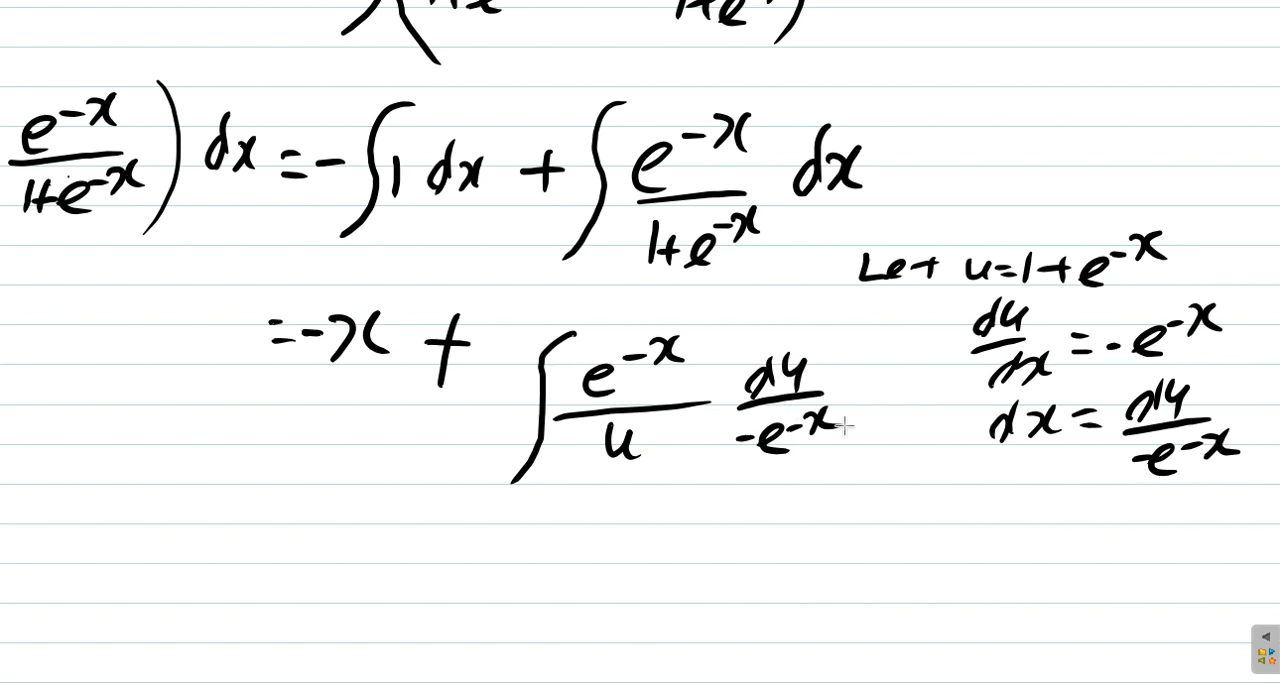 e^{-x}/(1+e^{-x})) dx = -∫1 dx + ∫ e^{-x}/(1+e^{-x}) dx
Let u=1+e^{-x}
du/dx = -e^{-x}
= -x + ∫ e^{-x}/u du/(-e^{-x})
dx = du/(-e^{-x})